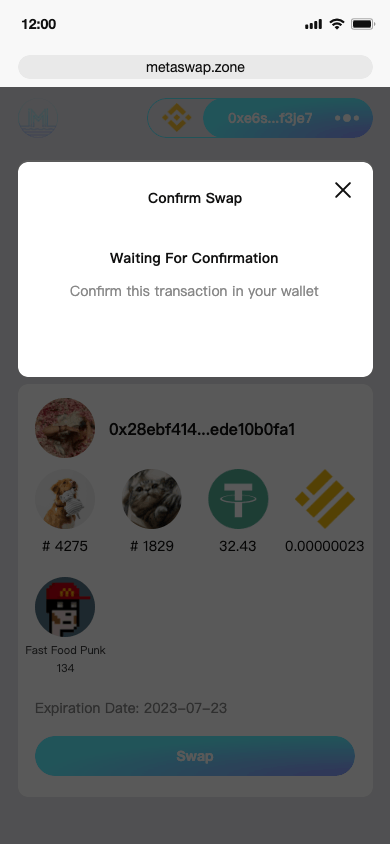 12:00
metaswap.zone
0xe6s...f3je7
Confirm Swap
Waiting For Confirmation
Confirm this transaction in your wallet
0x28ebf414...ede10b0fa1
# 4275
# 1829
32.43
0.00000023
Fast Food Punk
134
Expiration Date: 2023-07-23
Swap